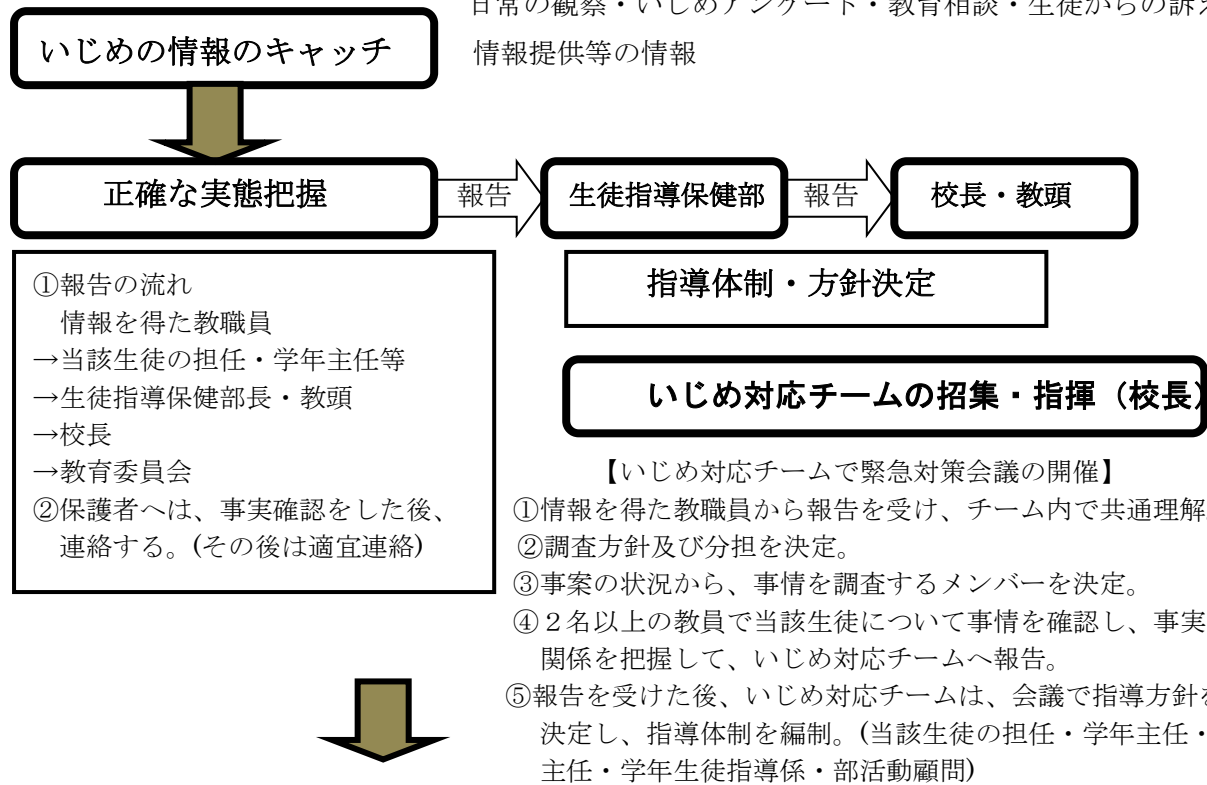 日常の観察・いじめアンケート・教育相談・生徒からの訴え
いじめの情報のキャッチ
情報提供等の情報
正確な実態把握
報告
生徒指導保健部
報告
校長・教頭
①報告の流れ
情報を得た教職員
→当該生徒の担任・学年主任等
→生徒指導保健部長・教頭
→校長
→教育委員会
②保護者へは、事実確認をした後、
連絡する。(その後は適宜連絡)
指導体制・方針決定
いじめ対応チームの招集・指揮（校長）
【いじめ対応チームで緊急対策会議の開催】
①情報を得た教職員から報告を受け、チーム内で共通理解
②調査方針及び分担を決定。
③事案の状況から、事情を調査するメンバーを決定。
④２名以上の教員で当該生徒について事情を確認し、事実
関係を把握して、いじめ対応チームへ報告。
⑤報告を受けた後、いじめ対応チームは、会議で指導方針を
決定し、指導体制を編制。(当該生徒の担任・学年主任・
主任・学年生徒指導係・部活動顧問)